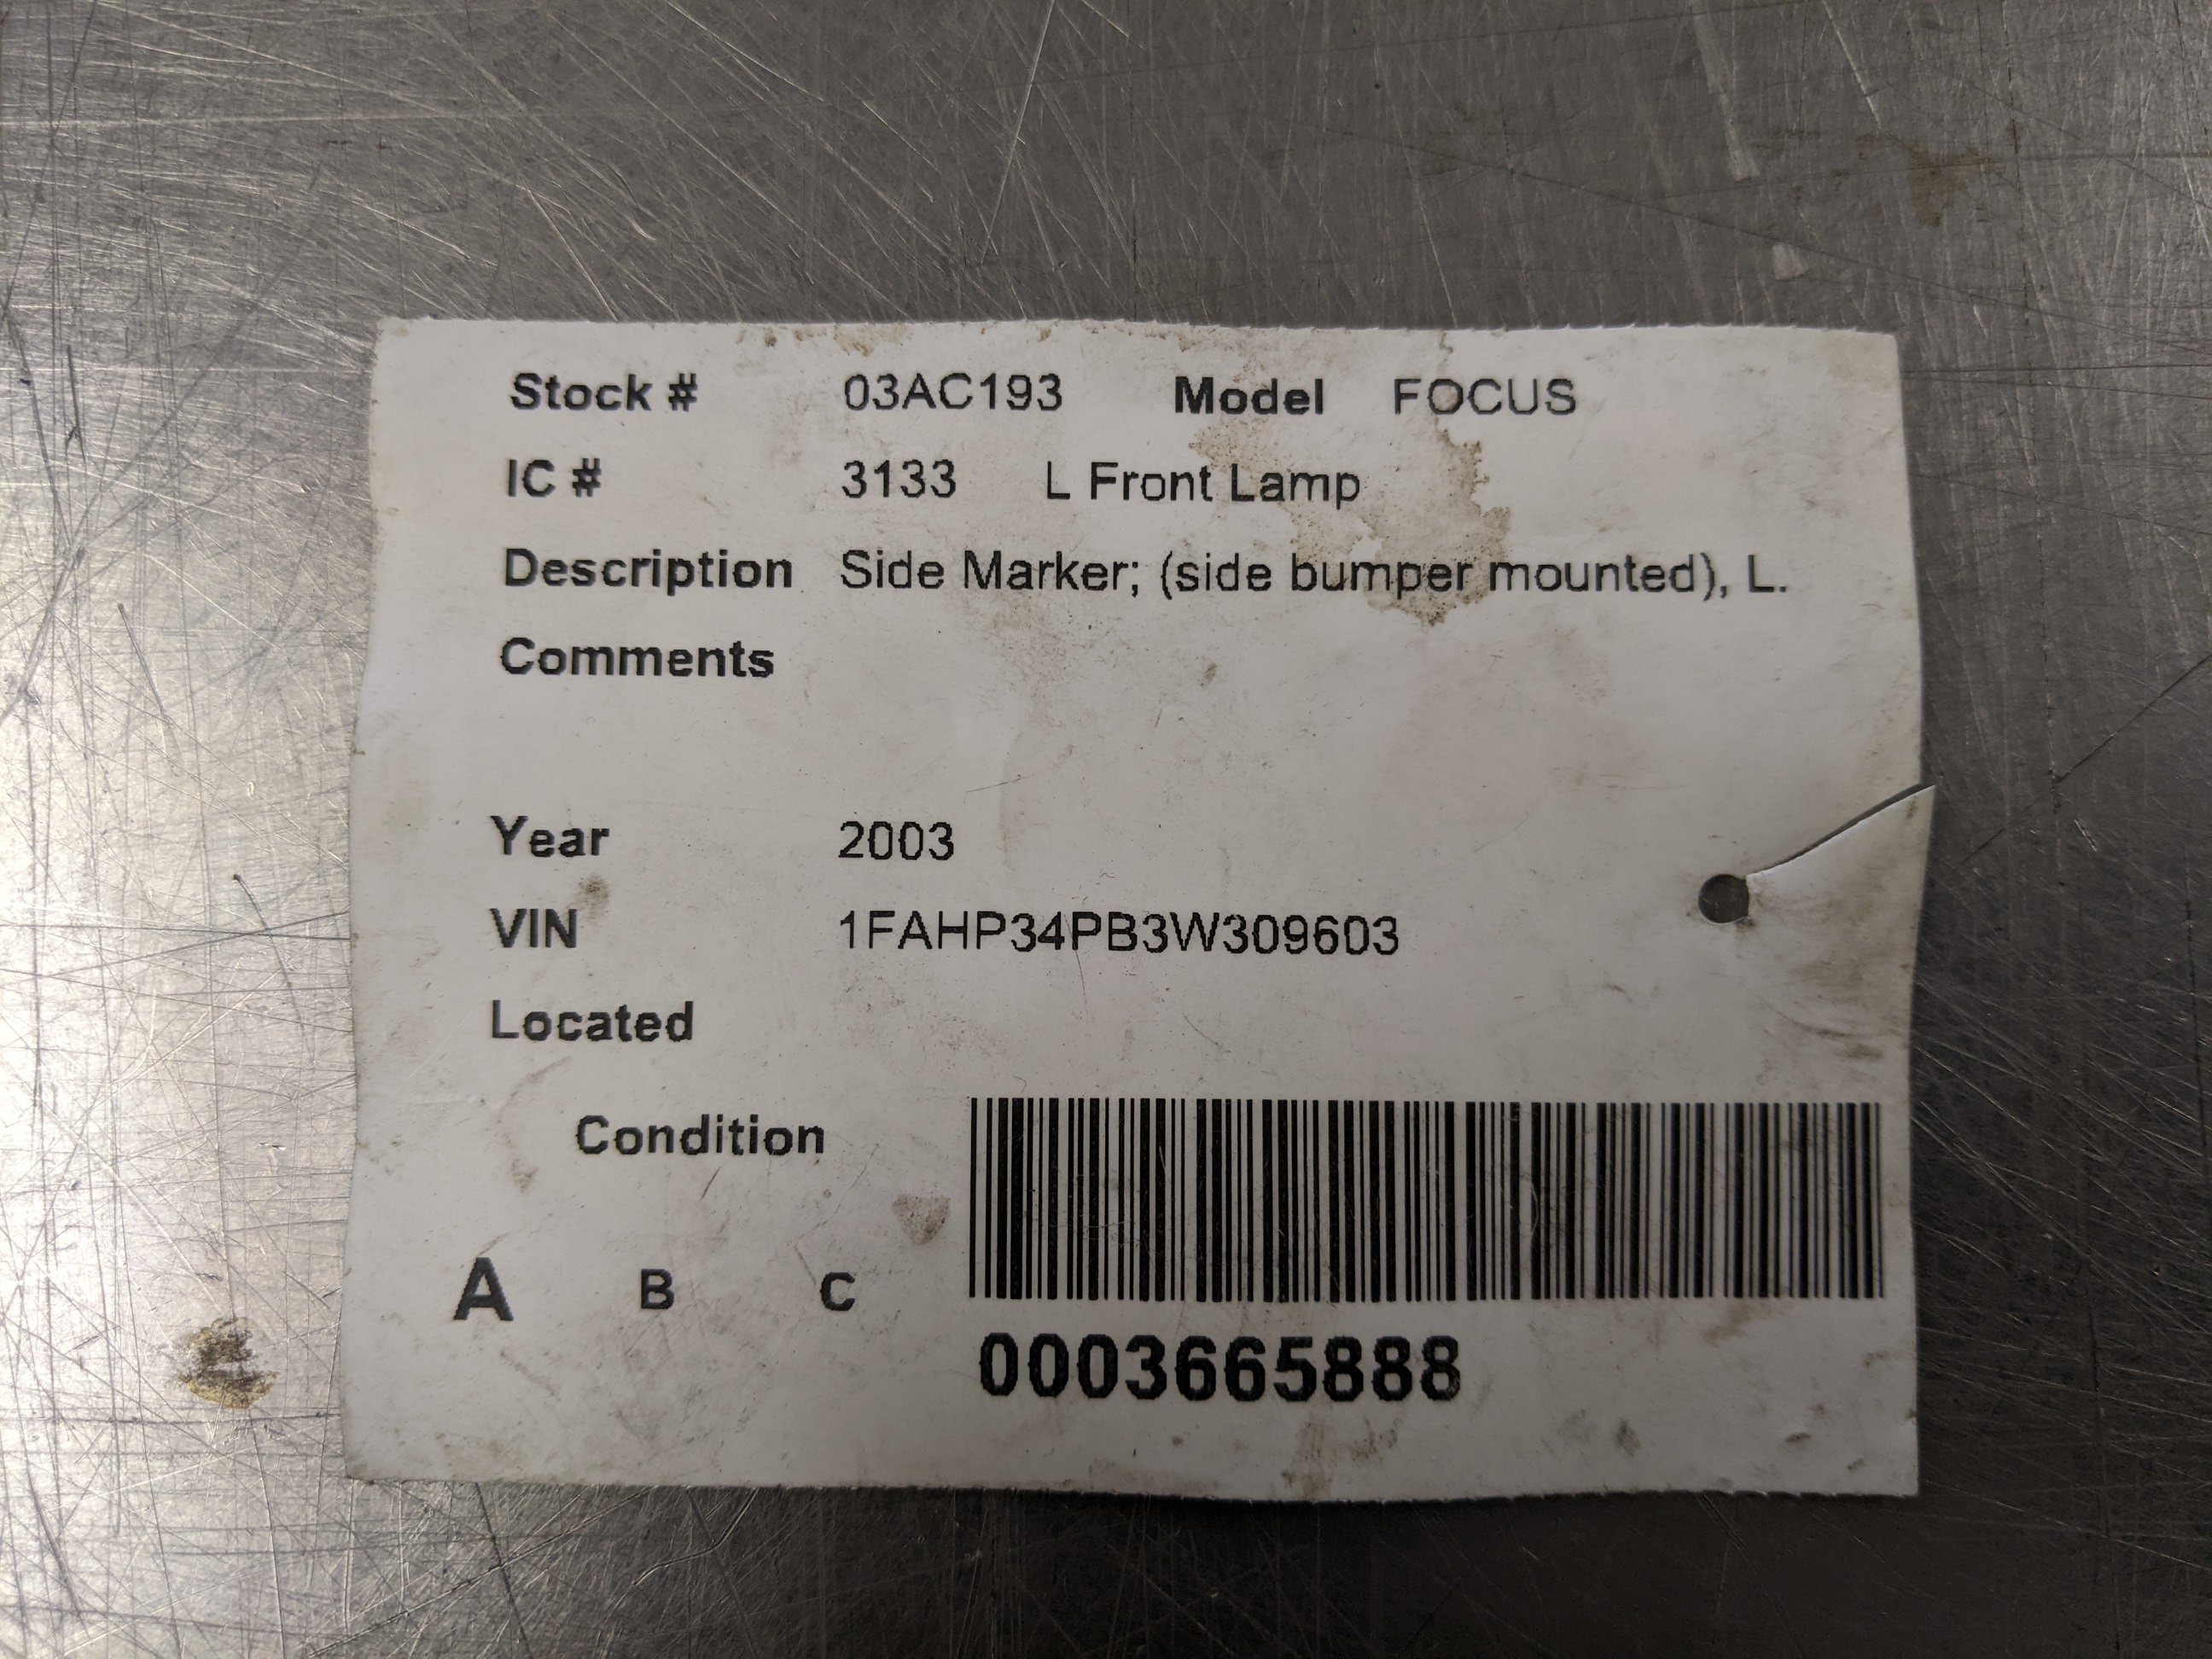 Stock # 03AC193 Model FOCUS
IC # 3133 L Front Lamp
Description Side Marker; (side bumper mounted), L.
Comments
Year 2003
VIN 1FAHP34PB3W309603
Located
Condition
A B C
0003665888